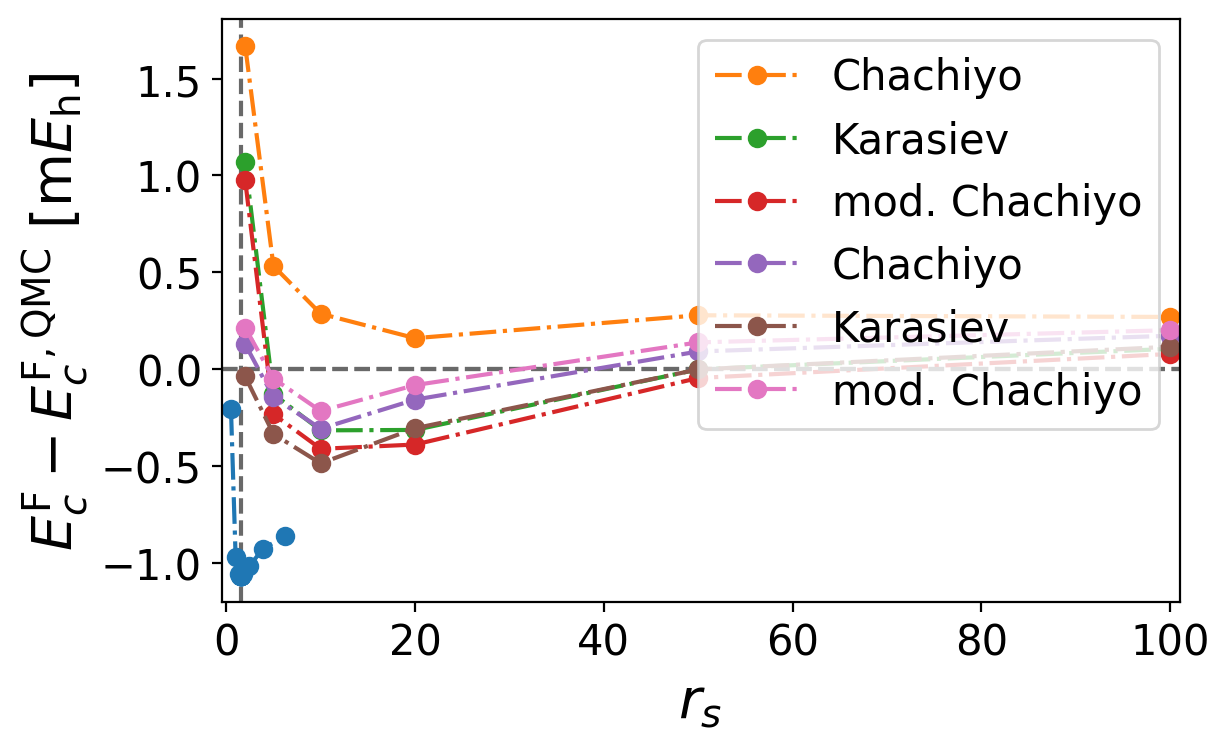 E_c^F − E_c^{F, QMC} [mE_h]
1.5
1.0
0.5
0.0
−0.5
−1.0
Chachiyo
Karasiev
mod. Chachiyo
Chachiyo
Karasiev
mod. Chachiyo
0 20 40 60 80 100
r_s